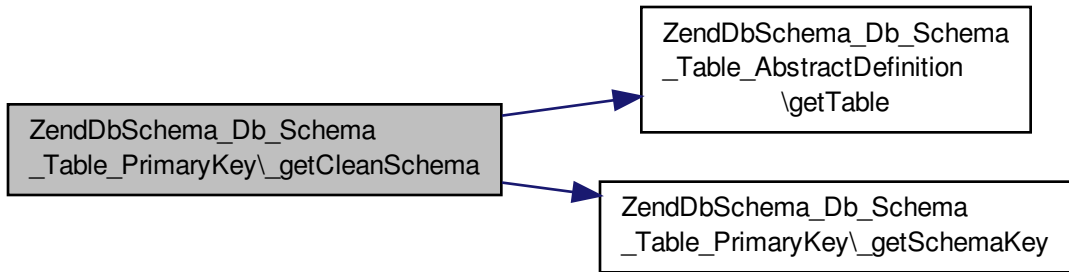 ZendDbSchema_Db_Schema
_Table_PrimaryKey\_getCleanSchema
ZendDbSchema_Db_Schema
_Table_AbstractDefinition
\getTable
ZendDbSchema_Db_Schema
_Table_PrimaryKey\_getSchemaKey